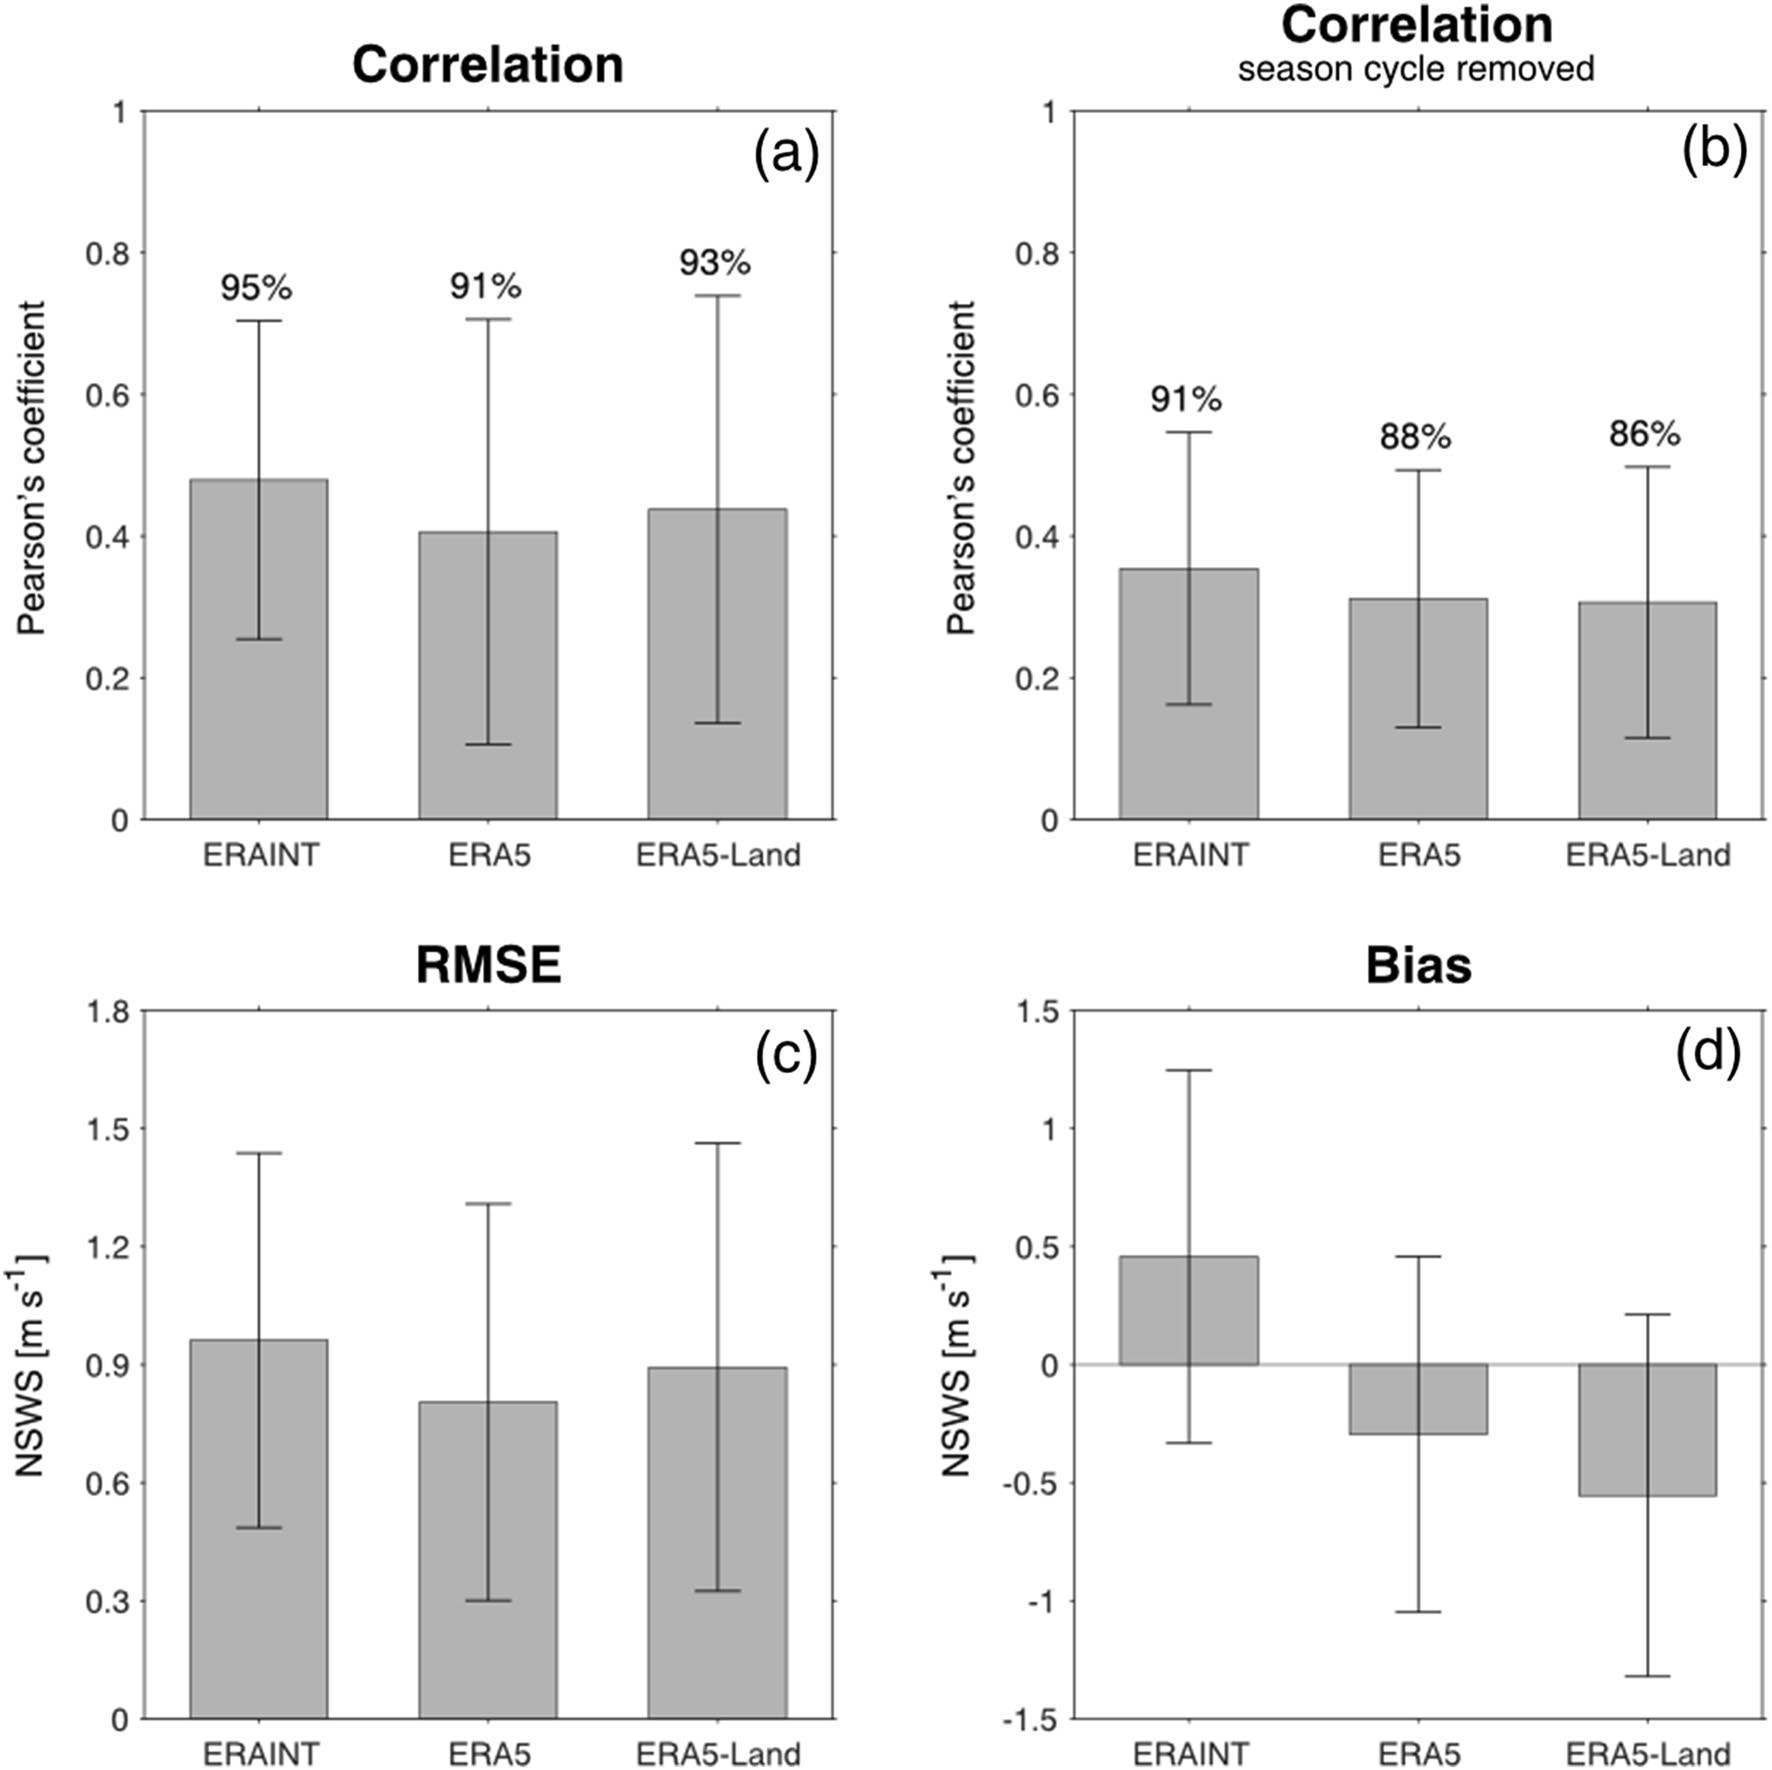 Correlation
(a)
1
0.8
0.6
0.4
0.2
0
Pearson's coefficient
95%
91%
93%
ERAINT
ERA5
ERA5-Land
Correlation
season cycle removed
(b)
1
0.8
0.6
0.4
0.2
0
Pearson's coefficient
91%
88%
86%
ERAINT
ERA5
ERA5-Land
RMSE
(c)
1.8
1.5
1.2
0.9
0.6
0.3
0
NSWS [m s-1]
ERAINT
ERA5
ERA5-Land
Bias
(d)
1.5
1
0.5
0
-0.5
-1
-1.5
NSWS [m s-1]
ERAINT
ERA5
ERA5-Land